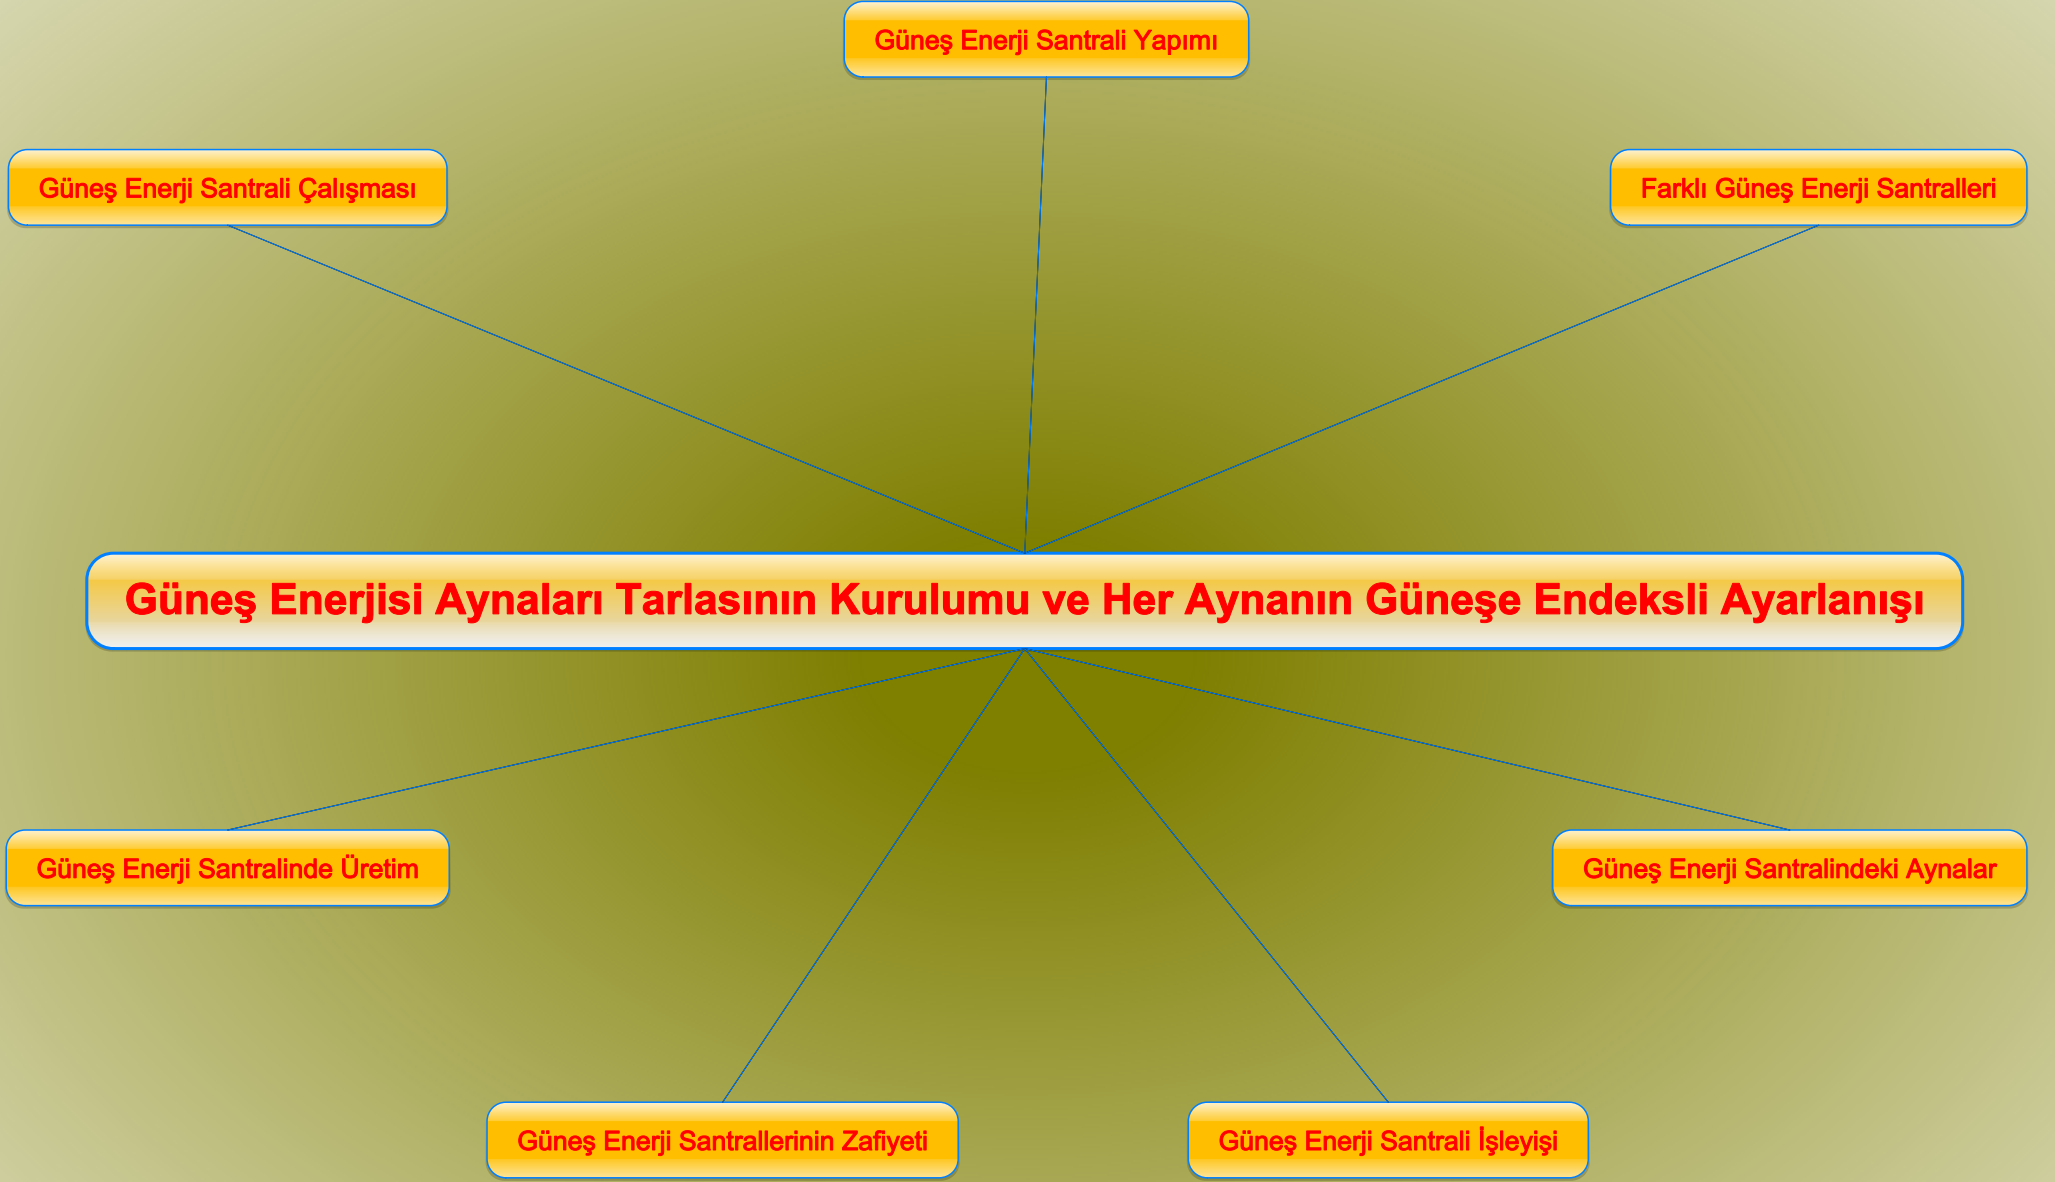 Güneş Enerji Santrali Yapımı
Güneş Enerji Santrali Çalışması
Farklı Güneş Enerji Santralleri
Güneş Enerjisi Aynaları Tarlasının Kurulumu ve Her Aynanın Güneşe Endeksli Ayarlanışı
Güneş Enerji Santralinde Üretim
Güneş Enerji Santralindeki Aynalar
Güneş Enerji Santrallerinin Zafiyeti
Güneş Enerji Santrali İşleyişi